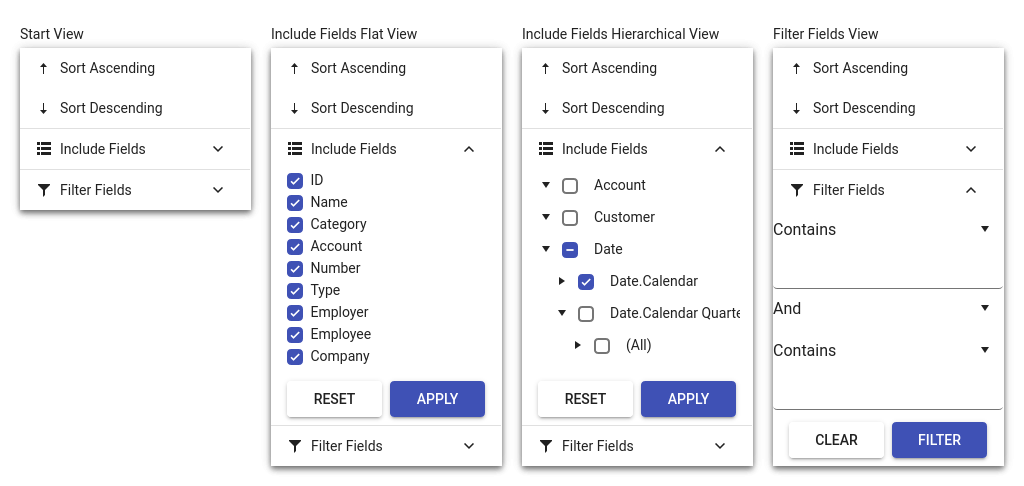 Start View
Sort Ascending
Sort Descending
Include Fields
Filter Fields
Include Fields Flat View
Sort Ascending
Sort Descending
Include Fields
ID
Name
Category
Account
Number
Type
Employer
Employee
Company
RESET APPLY
Filter Fields
Include Fields Hierarchical View
Sort Ascending
Sort Descending
Include Fields
Account
Customer
Date
Date.Calendar
Date.Calendar Quarte
(All)
RESET APPLY
Filter Fields
Filter Fields View
Sort Ascending
Sort Descending
Include Fields
Filter Fields
Contains
And
Contains
CLEAR FILTER